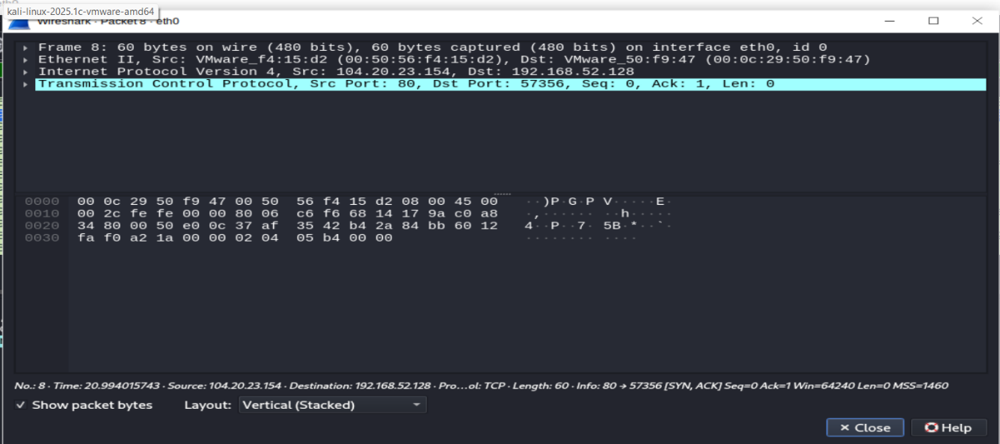 kali-linux-2025.1c-vmware-amd64
Wireshark · Packet 8 · eth0
Frame 8: 60 bytes on wire (480 bits), 60 bytes captured (480 bits) on interface eth0, id 0
Ethernet II, Src: VMware_f4:15:d2 (00:50:56:f4:15:d2), Dst: VMware_50:f9:47 (00:0c:29:50:f9:47)
Internet Protocol Version 4, Src: 104.20.23.154, Dst: 192.168.52.128
Transmission Control Protocol, Src Port: 80, Dst Port: 57356, Seq: 0, Ack: 1, Len: 0
0000 00 0c 29 50 f9 47 00 50 56 f4 15 d2 08 00 45 00 ··)P·G·P V·····E·
0010 00 2c fe fe 00 00 80 06 c6 f6 68 14 17 9a c0 a8 ·,······ ··h·····
0020 34 80 00 50 e0 0c 37 af 35 42 b4 2a 84 bb 60 12 4··P··7· 5B·*··`·
0030 fa f0 a2 1a 00 00 02 04 05 b4 00 00 ········ ····
No.: 8 · Time: 20.994015743 · Source: 104.20.23.154 · Destination: 192.168.52.128 · Pro...ol: TCP · Length: 60 · Info: 80 → 57356 [SYN, ACK] Seq=0 Ack=1 Win=64240 Len=0 MSS=1460
Show packet bytes Layout: Vertical (Stacked)
Close Help